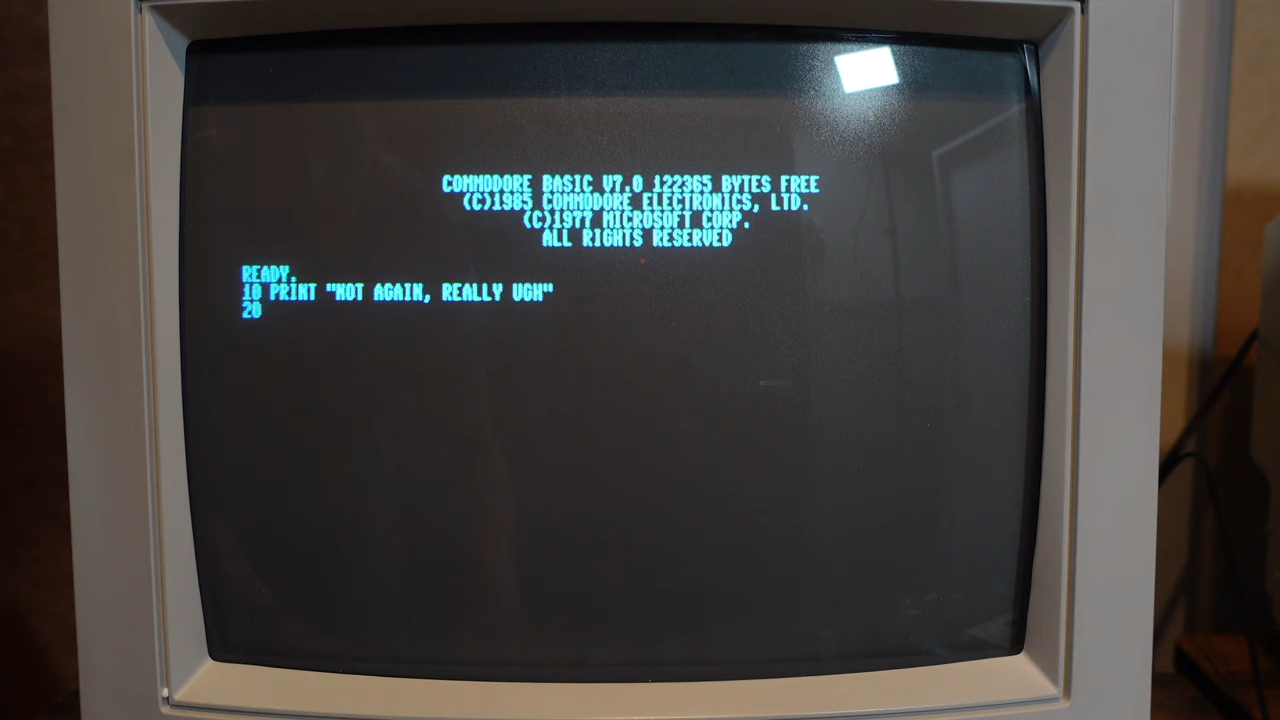 COMMODORE BASIC V7.0 122365 BYTES FREE
(C)1985 COMMODORE ELECTRONICS, LTD.
(C)1977 MICROSOFT CORP.
ALL RIGHTS RESERVED
READY.
10 PRINT "NOT AGAIN, REALLY UGH"
20